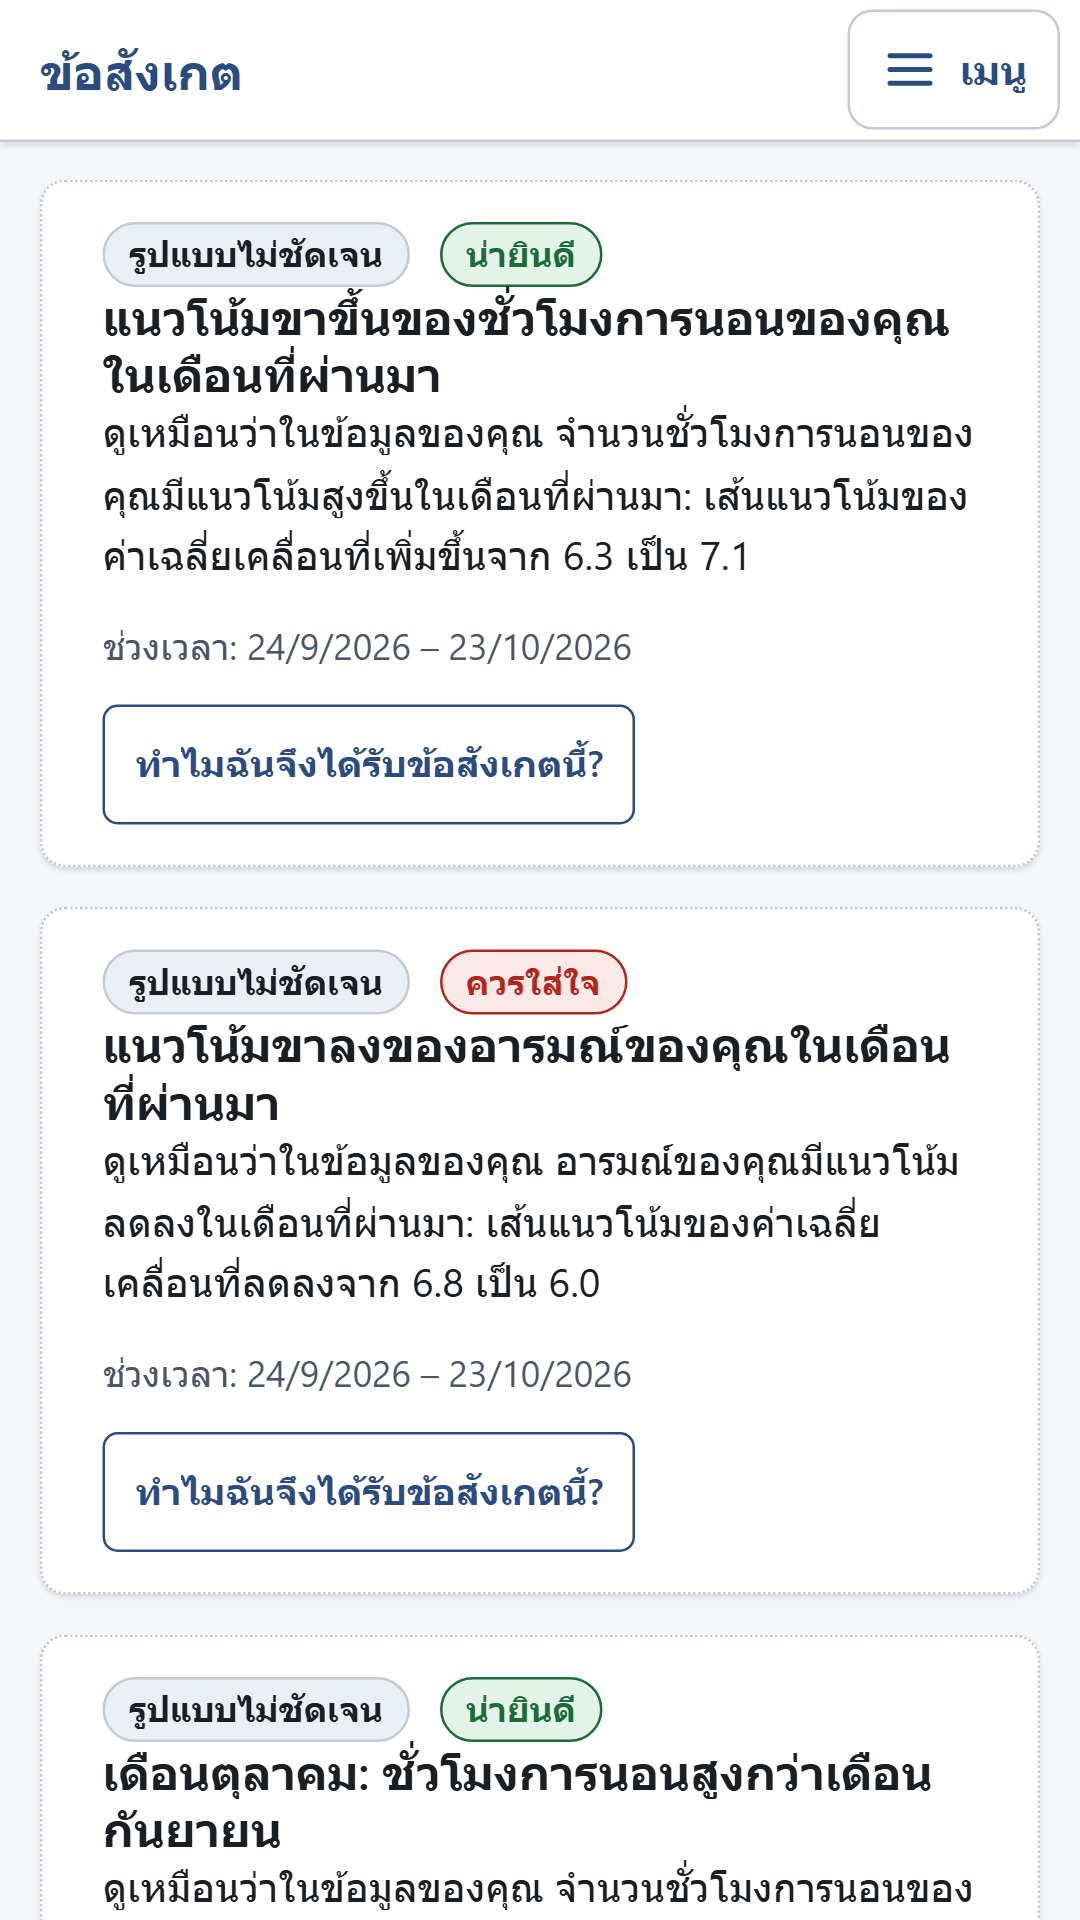 ข้อสังเกต
เมนู
รูปแบบไม่ชัดเจน
น่ายินดี
แนวโน้มขาขึ้นของชั่วโมงการนอนของคุณ
ในเดือนที่ผ่านมา
ดูเหมือนว่าในข้อมูลของคุณ จำนวนชั่วโมงการนอนของ
คุณมีแนวโน้มสูงขึ้นในเดือนที่ผ่านมา: เส้นแนวโน้มของ
ค่าเฉลี่ยเคลื่อนที่เพิ่มขึ้นจาก 6.3 เป็น 7.1
ช่วงเวลา: 24/9/2026 – 23/10/2026
ทำไมฉันจึงได้รับข้อสังเกตนี้?
รูปแบบไม่ชัดเจน
ควรใส่ใจ
แนวโน้มขาลงของอารมณ์ของคุณในเดือน
ที่ผ่านมา
ดูเหมือนว่าในข้อมูลของคุณ อารมณ์ของคุณมีแนวโน้ม
ลดลงในเดือนที่ผ่านมา: เส้นแนวโน้มของค่าเฉลี่ย
เคลื่อนที่ลดลงจาก 6.8 เป็น 6.0
ช่วงเวลา: 24/9/2026 – 23/10/2026
ทำไมฉันจึงได้รับข้อสังเกตนี้?
รูปแบบไม่ชัดเจน
น่ายินดี
เดือนตุลาคม: ชั่วโมงการนอนสูงกว่าเดือน
กันยายน
ดูเหมือนว่าในข้อมูลของคุณ จำนวนชั่วโมงการนอนของ